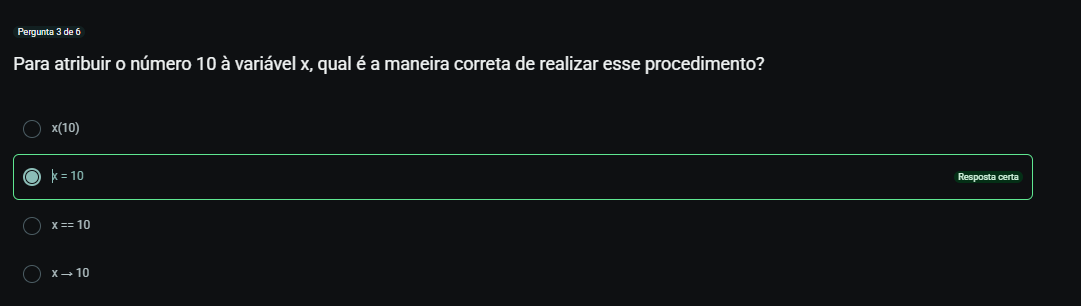 Pergunta 3 de 6
Para atribuir o número 10 à variável x, qual é a maneira correta de realizar esse procedimento?
x(10)
x = 10
Resposta certa
x == 10
x → 10